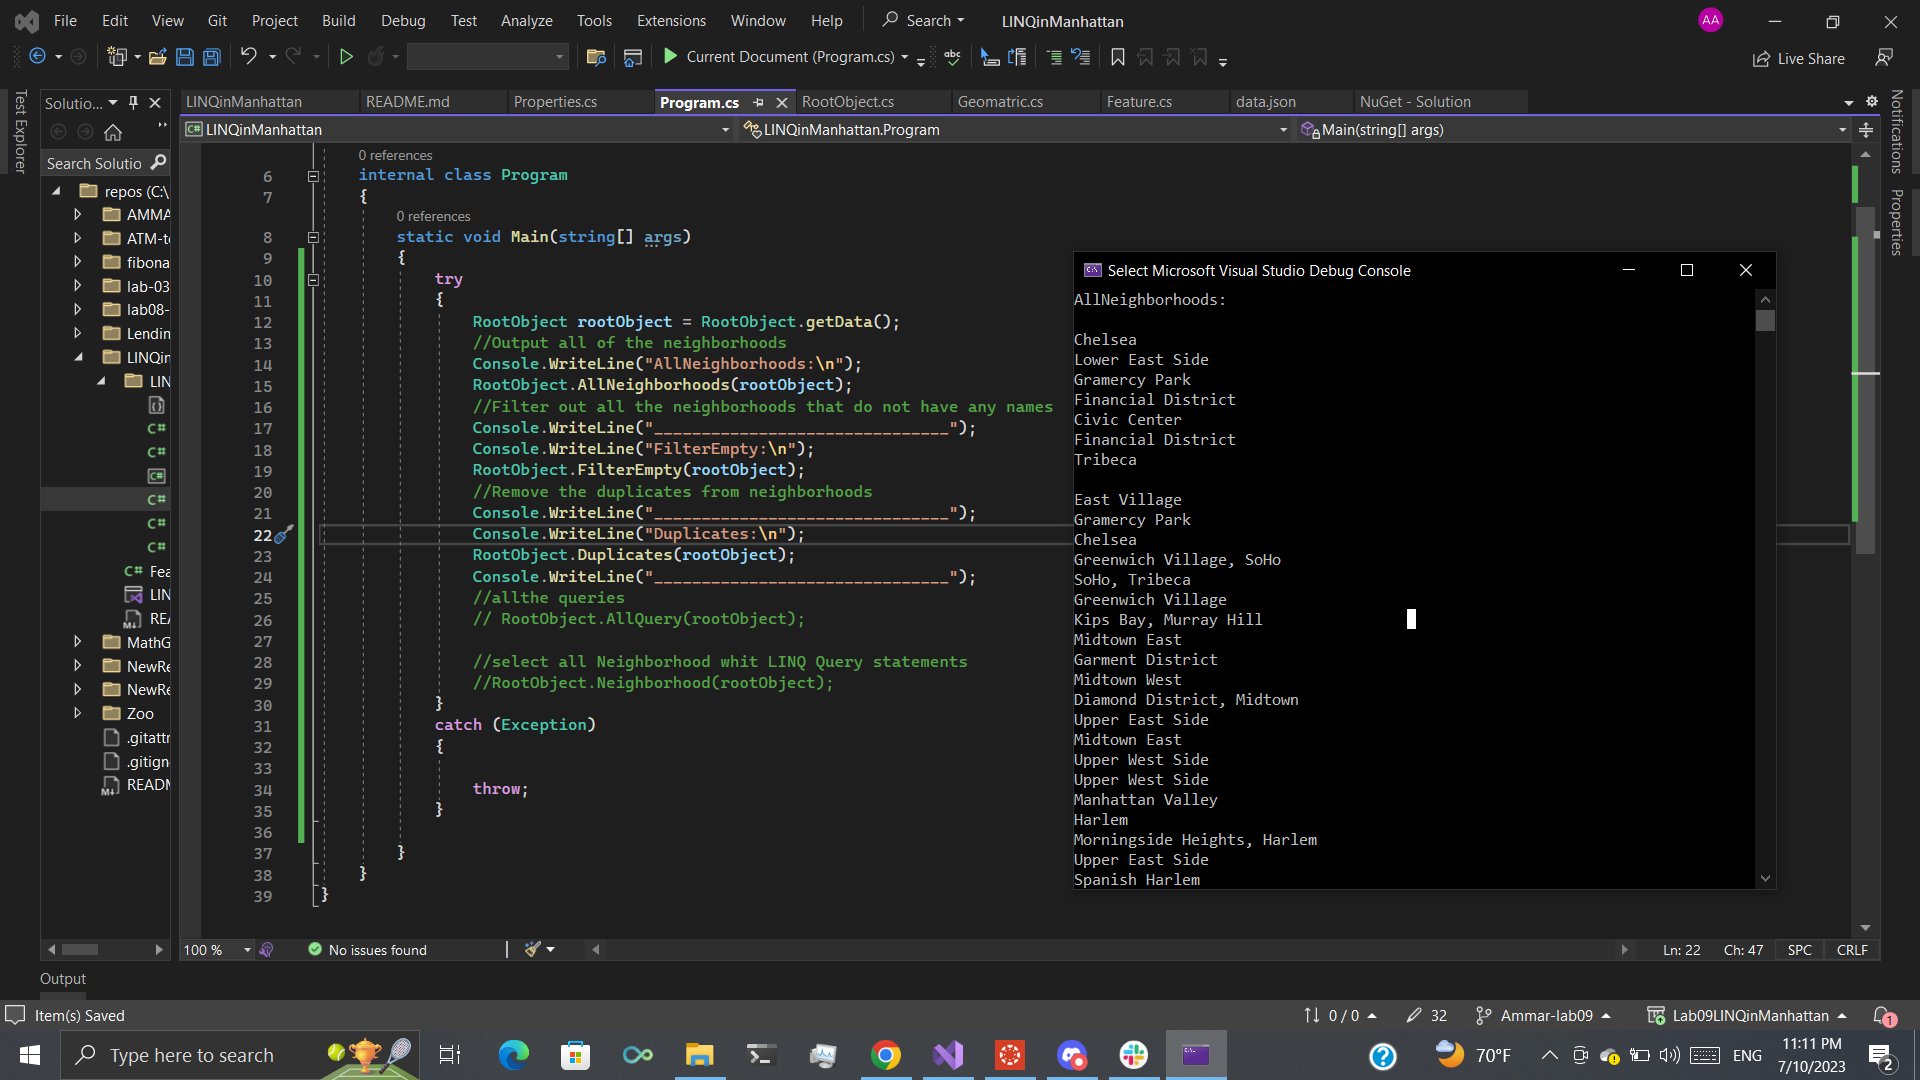 File Edit View Git Project Build Debug Test Analyze Tools Extensions Window Help Search LINQinManhattan AA
Current Document (Program.cs) abc Live Share
Test Explorer
Solutio...
Search Solutio
repos (C:\
AMMA
ATM-t
fibona
lab-03
lab08-
Lendin
LINQin
LIN
C#
C#
C#
C#
C#
C#
C# Fea
LIN
REA
MathG
NewRe
NewRe
Zoo
.gitattr
.gitign
READM
LINQinManhattan README.md Properties.cs Program.cs RootObject.cs Geomatric.cs Feature.cs data.json NuGet - Solution
C# LINQinManhattan LINQinManhattan.Program Main(string[] args)
0 references
6 internal class Program
7 {
0 references
8 static void Main(string[] args)
9 {
10 try
11 {
12 RootObject rootObject = RootObject.getData();
13 //Output all of the neighborhoods
14 Console.WriteLine("AllNeighborhoods:\n");
15 RootObject.AllNeighborhoods(rootObject);
16 //Filter out all the neighborhoods that do not have any names
17 Console.WriteLine("_______________________________");
18 Console.WriteLine("FilterEmpty:\n");
19 RootObject.FilterEmpty(rootObject);
20 //Remove the duplicates from neighborhoods
21 Console.WriteLine("_______________________________");
22 Console.WriteLine("Duplicates:\n");
23 RootObject.Duplicates(rootObject);
24 Console.WriteLine("_______________________________");
25 //allthe queries
26 // RootObject.AllQuery(rootObject);
27
28 //select all Neighborhood whit LINQ Query statements
29 //RootObject.Neighborhood(rootObject);
30 }
31 catch (Exception)
32 {
33
34 throw;
35 }
36
37 }
38 }
39 }
Select Microsoft Visual Studio Debug Console
AllNeighborhoods:
Chelsea
Lower East Side
Gramercy Park
Financial District
Civic Center
Financial District
Tribeca
East Village
Gramercy Park
Chelsea
Greenwich Village, SoHo
SoHo, Tribeca
Greenwich Village
Kips Bay, Murray Hill
Midtown East
Garment District
Midtown West
Diamond District, Midtown
Upper East Side
Midtown East
Upper West Side
Upper West Side
Manhattan Valley
Harlem
Morningside Heights, Harlem
Upper East Side
Spanish Harlem
Notifications
Properties
100 % No issues found Ln: 22 Ch: 47 SPC CRLF
Output
Item(s) Saved 0 / 0 32 Ammar-lab09 Lab09LINQinManhattan 1
Type here to search 70°F ENG 11:11 PM
7/10/2023 2